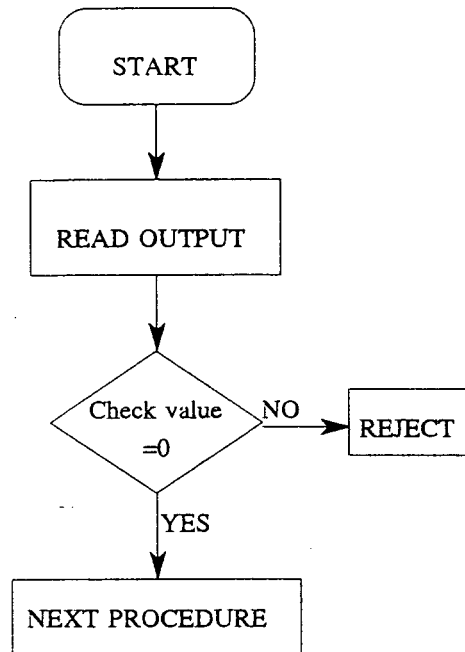 START
READ OUTPUT
Check value
=0
NO
REJECT
YES
NEXT PROCEDURE